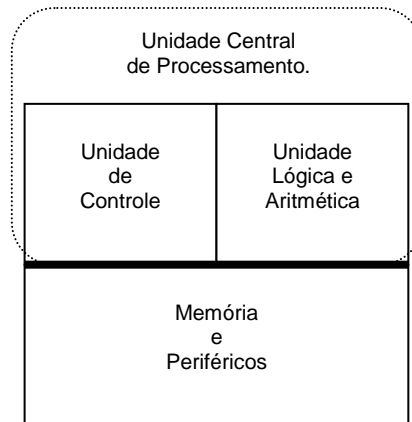 Unidade Central
de Processamento.
Unidade
de
Controle
Unidade
Lógica e
Aritmética
Memória
e
Periféricos